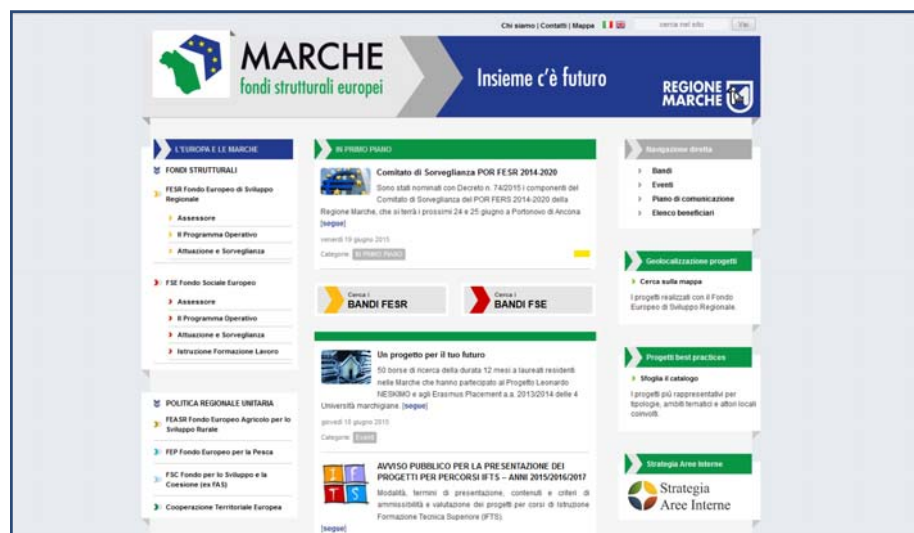 Chi siamo | Contatti | Mappa
cerca nel sito
Vai
MARCHE
fondi strutturali europei
Insieme c'è futuro
REGIONE
MARCHE
L'EUROPA E LE MARCHE
FONDI STRUTTURALI
FESR Fondo Europeo di Sviluppo
Regionale
Assessore
Il Programma Operativo
Attuazione e Sorveglianza
FSE Fondo Sociale Europeo
Assessore
Il Programma Operativo
Attuazione e Sorveglianza
Istruzione Formazione Lavoro
POLITICA REGIONALE UNITARIA
FEASR Fondo Europeo Agricolo per lo
Sviluppo Rurale
FEP Fondo Europeo per la Pesca
FSC Fondo per lo Sviluppo e la
Coesione (ex FAS)
Cooperazione Territoriale Europea
IN PRIMO PIANO
Comitato di Sorveglianza POR FESR 2014-2020
Sono stati nominati con Decreto n. 74/2015 i componenti del
Comitato di Sorveglianza del POR FERS 2014-2020 della
Regione Marche, che si terrà i prossimi 24 e 25 giugno a Portonovo di Ancona
[segue]
venerdì 19 giugno 2015
Categorie: IN PRIMO PIANO
Cerca i
BANDI FESR
Cerca i
BANDI FSE
Un progetto per il tuo futuro
50 borse di ricerca della durata 12 mesi a laureati residenti
nelle Marche che hanno partecipato al Progetto Leonardo
NESKIMO e agli Erasmus Placement a.a. 2013/2014 delle 4
Università marchigiane. [segue]
giovedì 18 giugno 2015
Categorie: Eventi
I F
T S
AVVISO PUBBLICO PER LA PRESENTAZIONE DEI
PROGETTI PER PERCORSI IFTS – ANNI 2015/2016/2017
Modalità, termini di presentazione, contenuti e criteri di
ammissibilità e valutazione dei progetti per corsi di Istruzione
Formazione Tecnica Superiore (IFTS)
[segue]
Navigazione diretta
Bandi
Eventi
Piano di comunicazione
Elenco beneficiari
Geolocalizzazione progetti
Cerca sulla mappa
I progetti realizzati con il Fondo
Europeo di Sviluppo Regionale.
Progetti best practices
Sfoglia il catalogo
I progetti più rappresentativi per
tipologie, ambiti tematici e attori locali
coinvolti.
Strategia Aree Interne
Strategia
Aree Interne